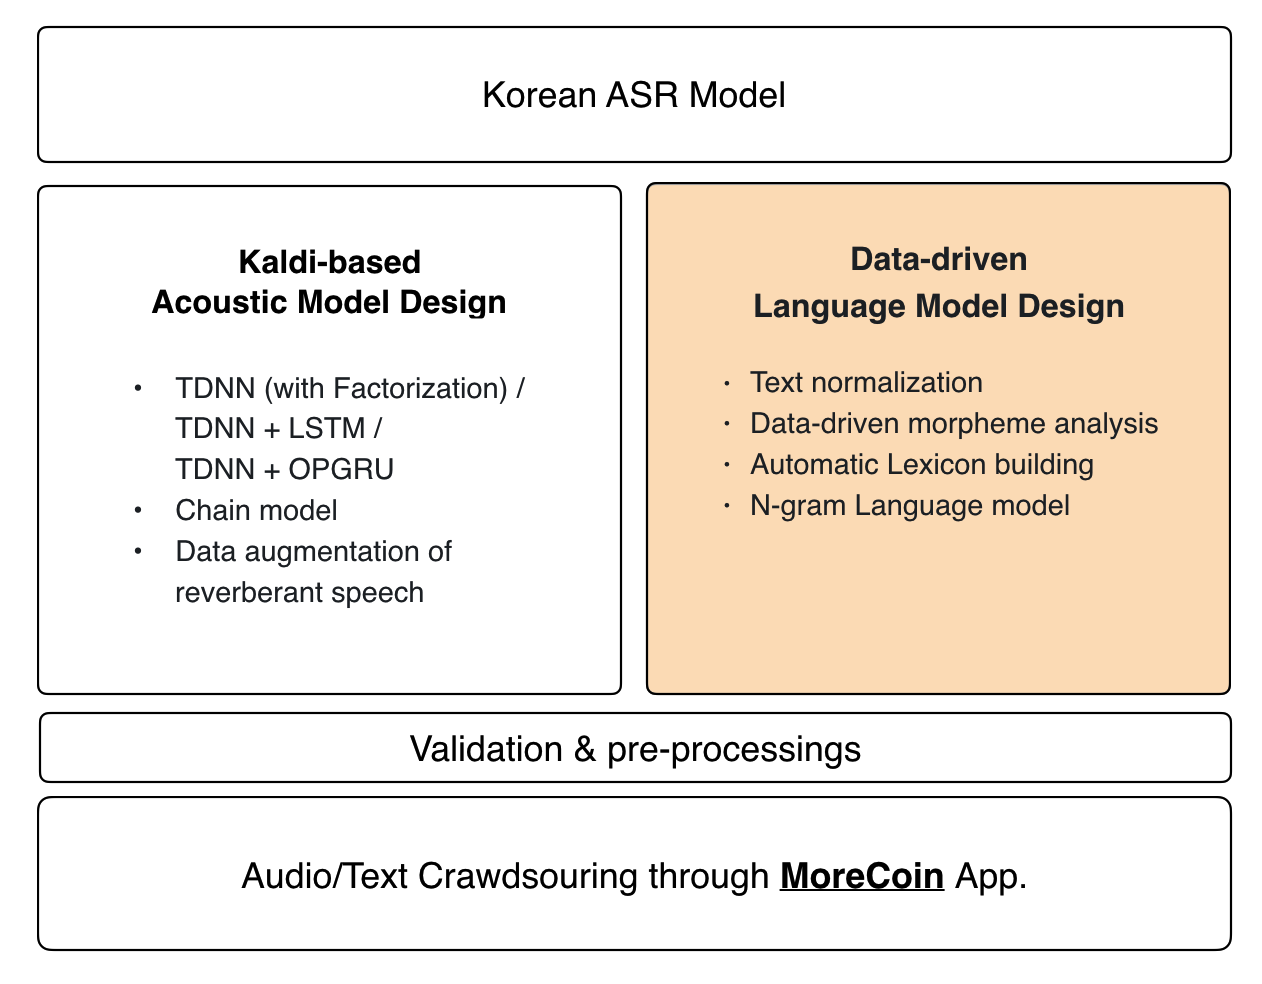 Korean ASR Model
Kaldi-based
Acoustic Model Design
• TDNN (with Factorization) /
TDNN + LSTM /
TDNN + OPGRU
• Chain model
• Data augmentation of
reverberant speech
Data-driven
Language Model Design
· Text normalization
· Data-driven morpheme analysis
· Automatic Lexicon building
· N-gram Language model
Validation & pre-processings
Audio/Text Crawdsouring through MoreCoin App.